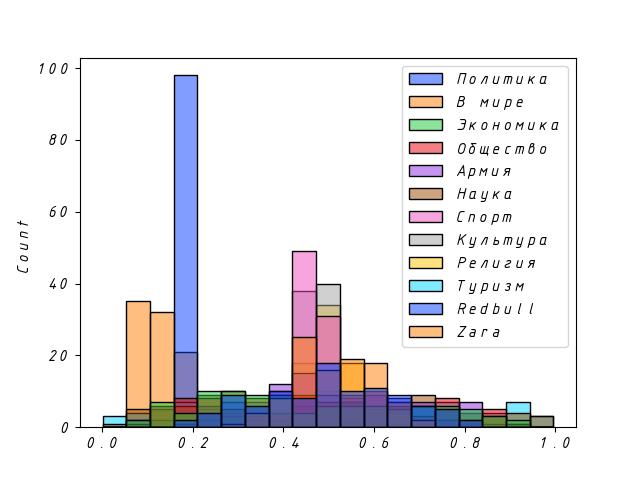 Count
100
80
60
40
20
0
0.0 0.2 0.4 0.6 0.8 1.0
Политика
В мире
Экономика
Общество
Армия
Наука
Спорт
Культура
Религия
Туризм
Redbull
Zara